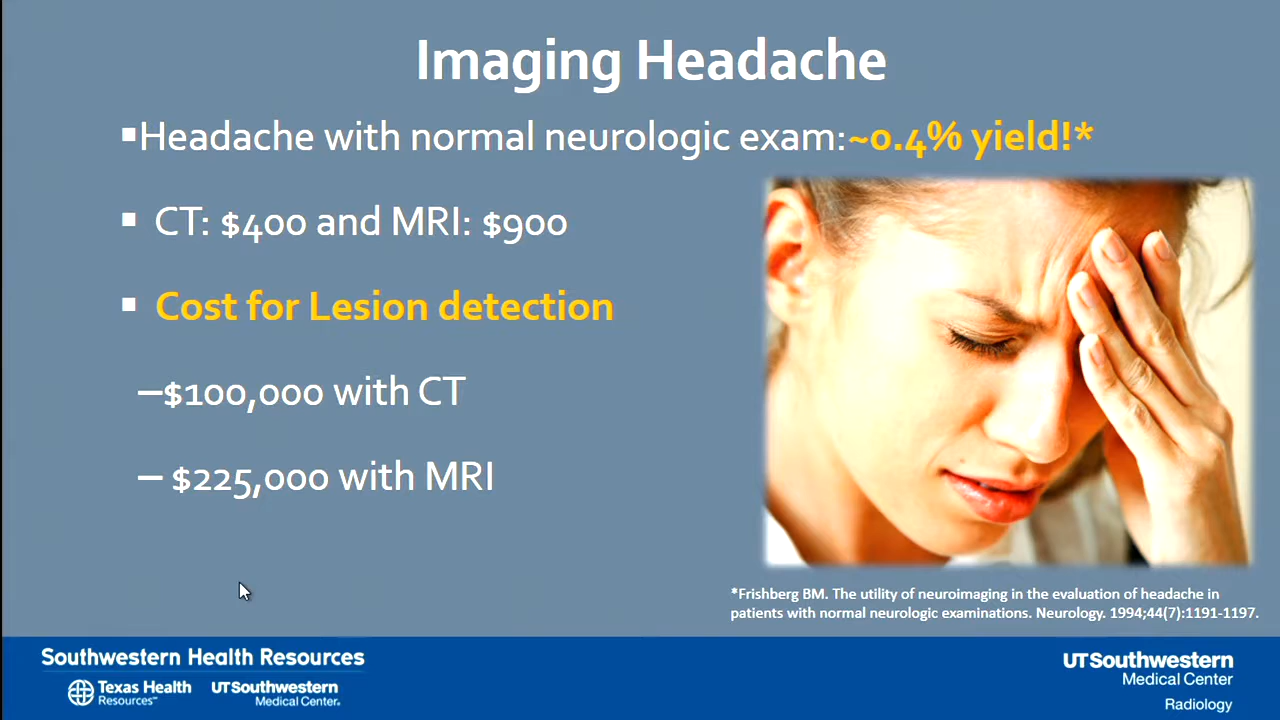 Imaging Headache
▪Headache with normal neurologic exam:~0.4% yield!*
▪ CT: $400 and MRI: $900
▪ Cost for Lesion detection
–$100,000 with CT
– $225,000 with MRI
*Frishberg BM. The utility of neuroimaging in the evaluation of headache in
patients with normal neurologic examinations. Neurology. 1994;44(7):1191-1197.
Southwestern Health Resources
Texas Health
Resources℠
UTSouthwestern
Medical Center.
UTSouthwestern
Medical Center
Radiology